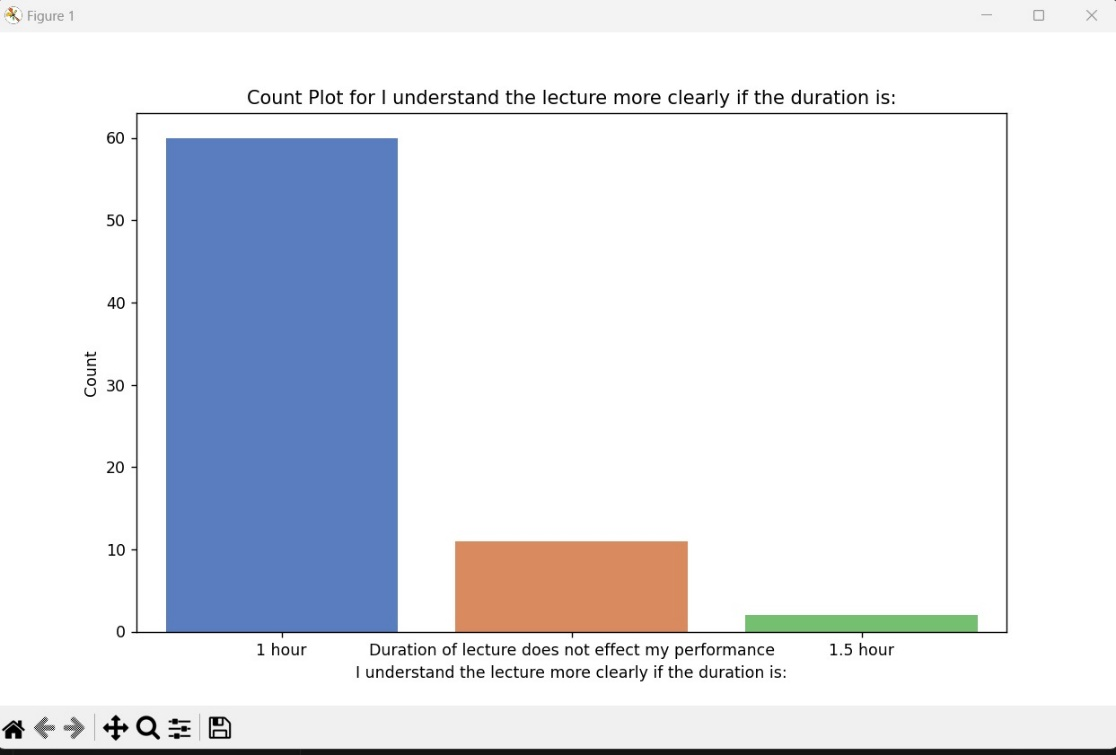 Figure 1
Count Plot for I understand the lecture more clearly if the duration is:
60
50
40
30
20
10
0
Count
1 hour
Duration of lecture does not effect my performance
1.5 hour
I understand the lecture more clearly if the duration is: